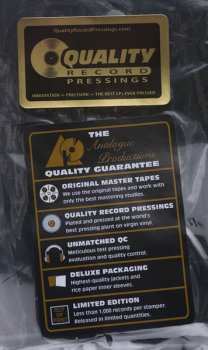 QualityRecordPressings.com
QUALITY
RECORD
PRESSINGS
INNOVATION • PRECISION • THE BEST LPs EVER PRESSED
THE
Analogue
Productions
QUALITY GUARANTEE
ORIGINAL MASTER TAPES
We use the original tapes and work with
only the best mastering studios.
QUALITY RECORD PRESSINGS
Plated and pressed at the world's
best pressing plant on virgin vinyl.
UNMATCHED QC
Meticulous test pressing
evaluation and quality control.
DELUXE PACKAGING
Highest-quality jackets and
rice paper inner sleeves.
LIMITED EDITION
Less than 1,000 records per stamper.
Released in limited quantities.